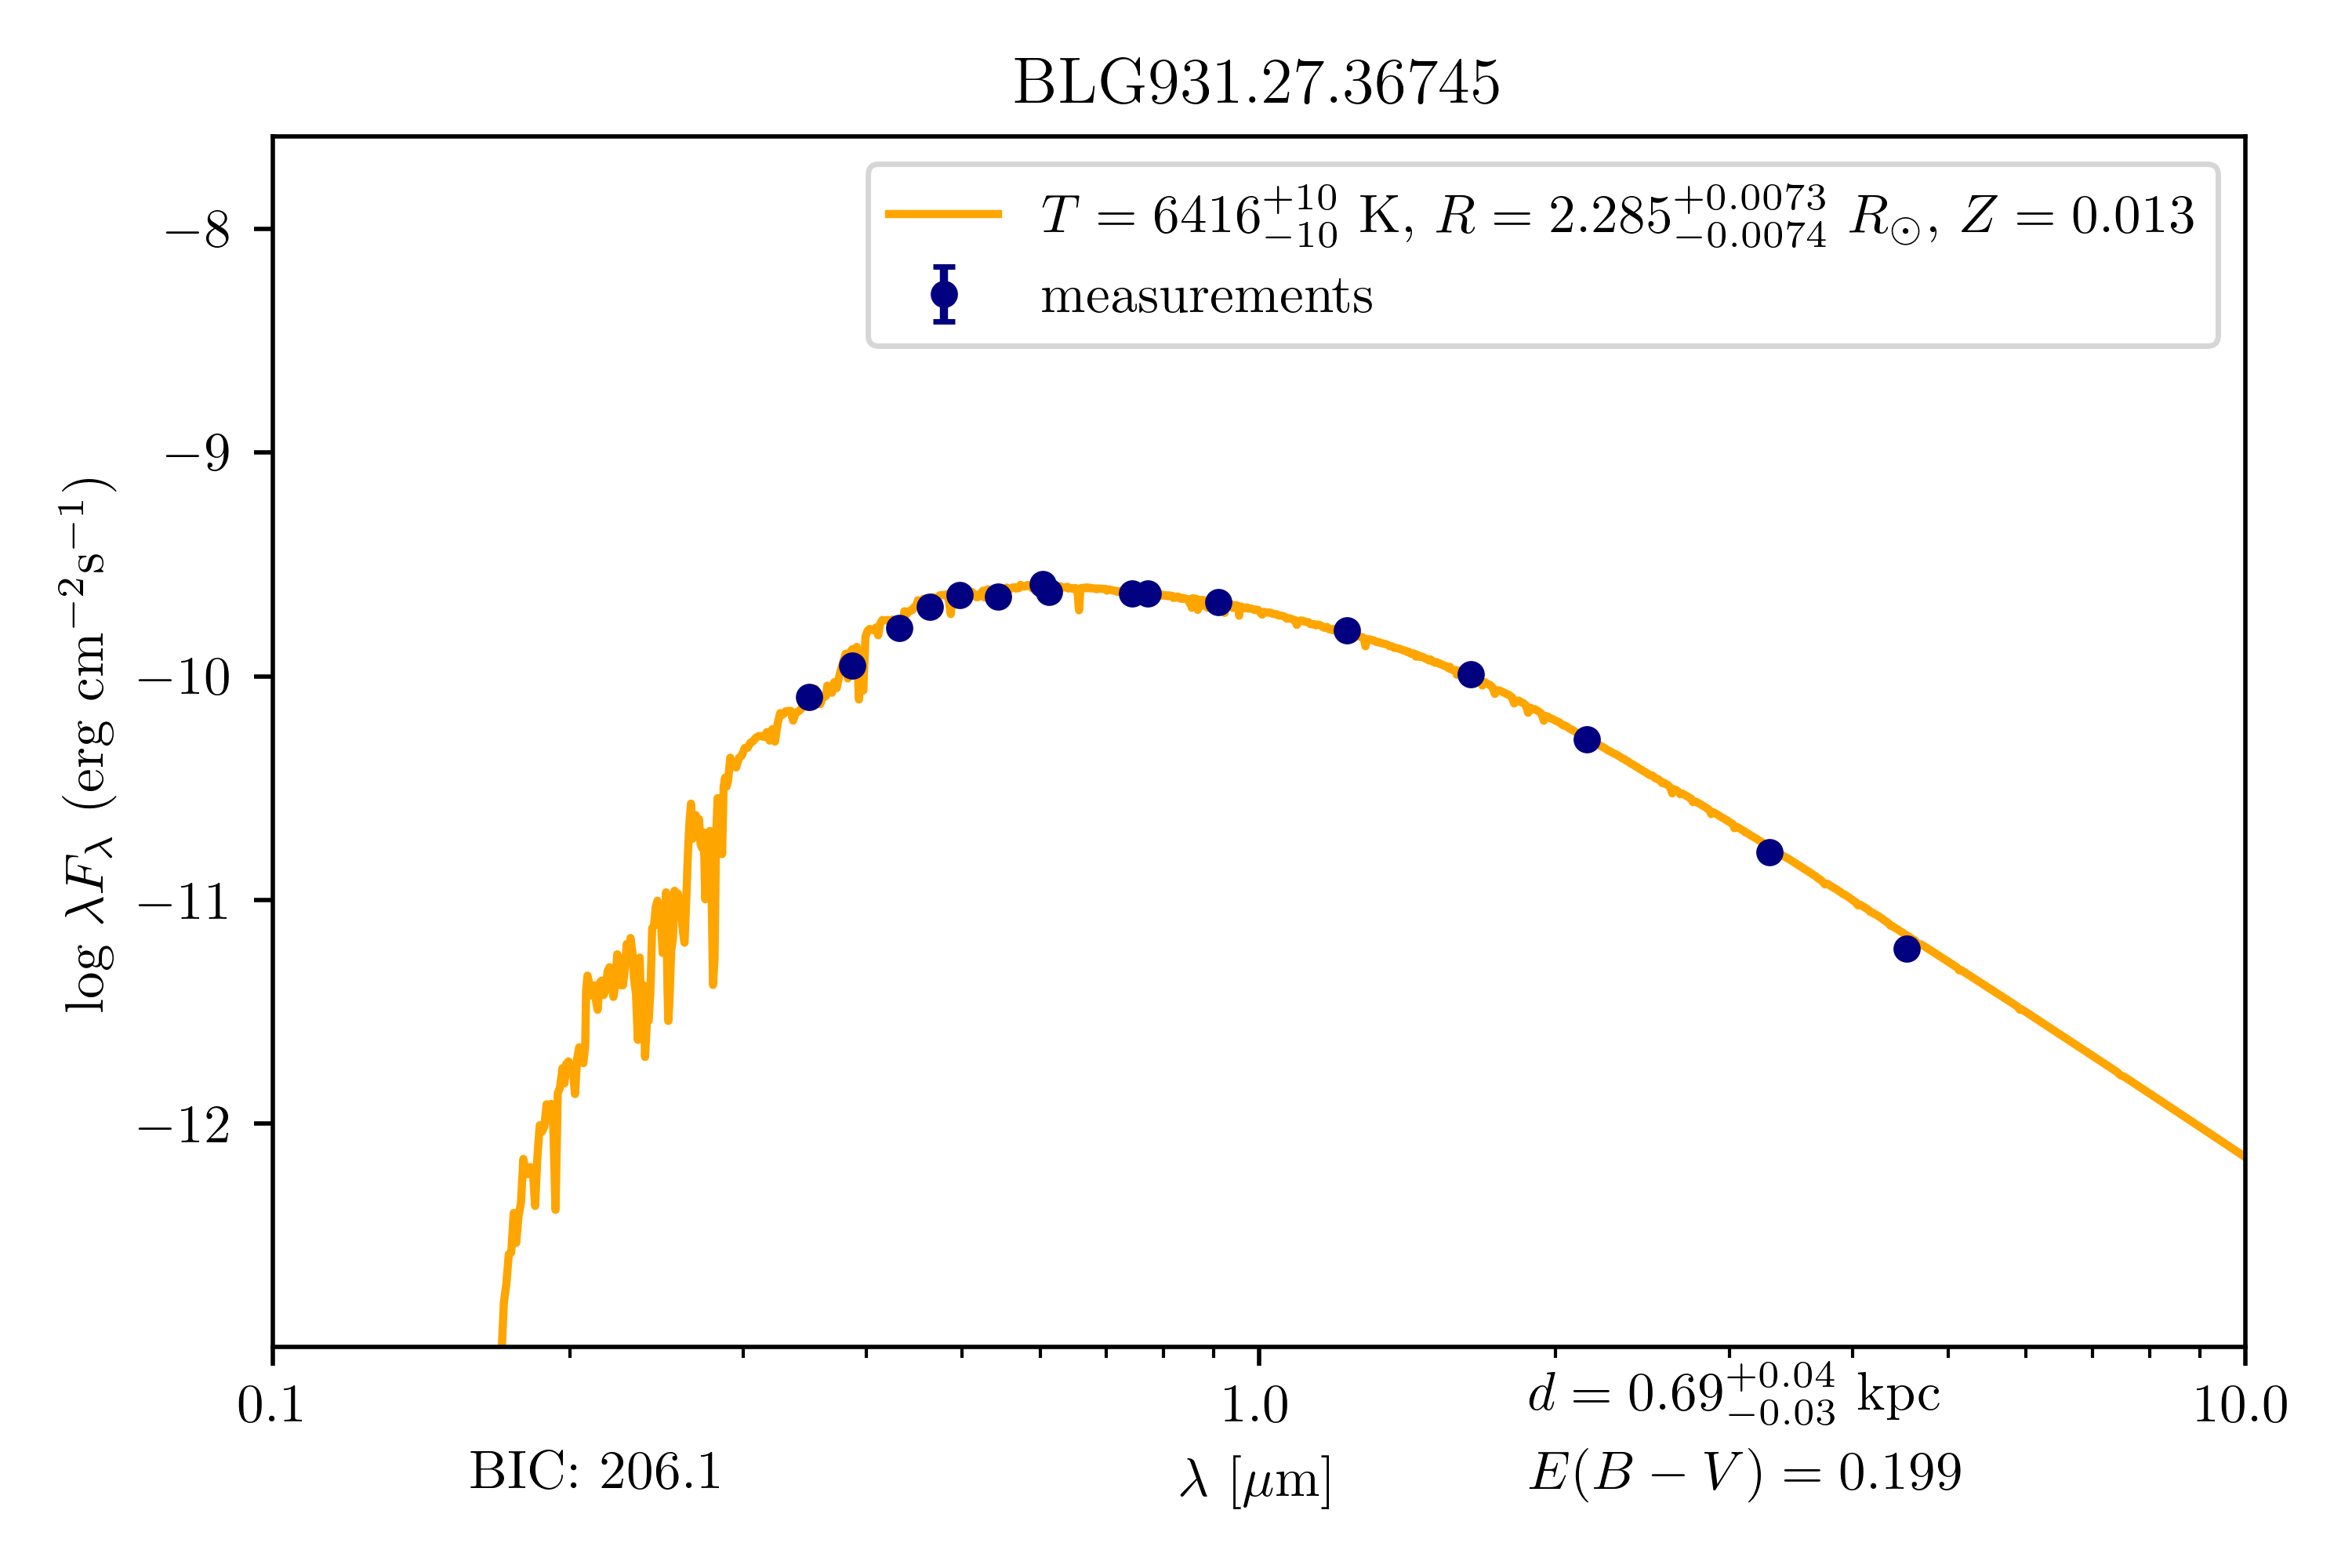 BLG931.27.36745
T = 6416^{+10}_{-10} K, R = 2.285^{+0.0073}_{-0.0074} R_⊙, Z = 0.013
measurements
log λF_λ (erg cm^{−2}s^{−1})
−8
−9
−10
−11
−12
0.1
1.0
10.0
d = 0.69^{+0.04}_{−0.03} kpc
BIC: 206.1
λ [μm]
E(B − V) = 0.199